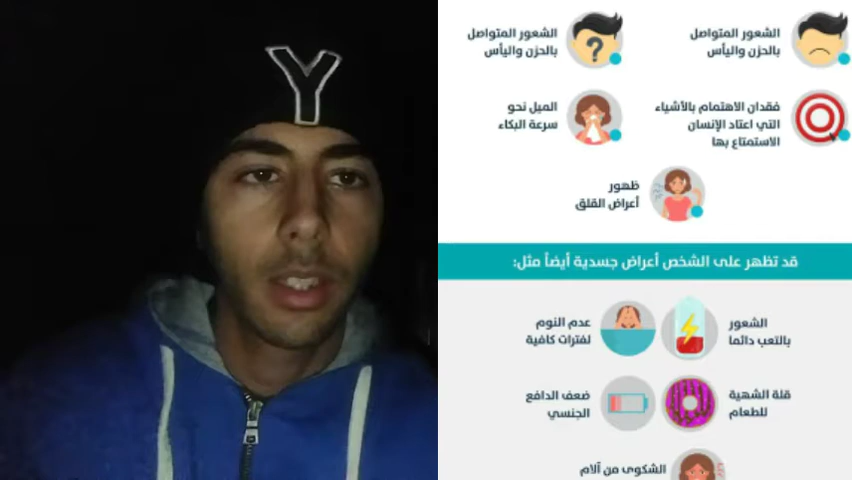 Y
الشعور المتواصل
بالحزن واليأس
الشعور المتواصل
بالحزن واليأس
?
فقدان الاهتمام بالأشياء
التي اعتاد الإنسان
الاستمتاع بها
الميل نحو
سرعة البكاء
ظهور
أعراض القلق
قد تظهر على الشخص أعراض جسدية أيضاً مثل:
الشعور
بالتعب دائما
عدم النوم
لفترات كافية
قلة الشهية
للطعام
ضعف الدافع
الجنسي
الشكوى من آلام